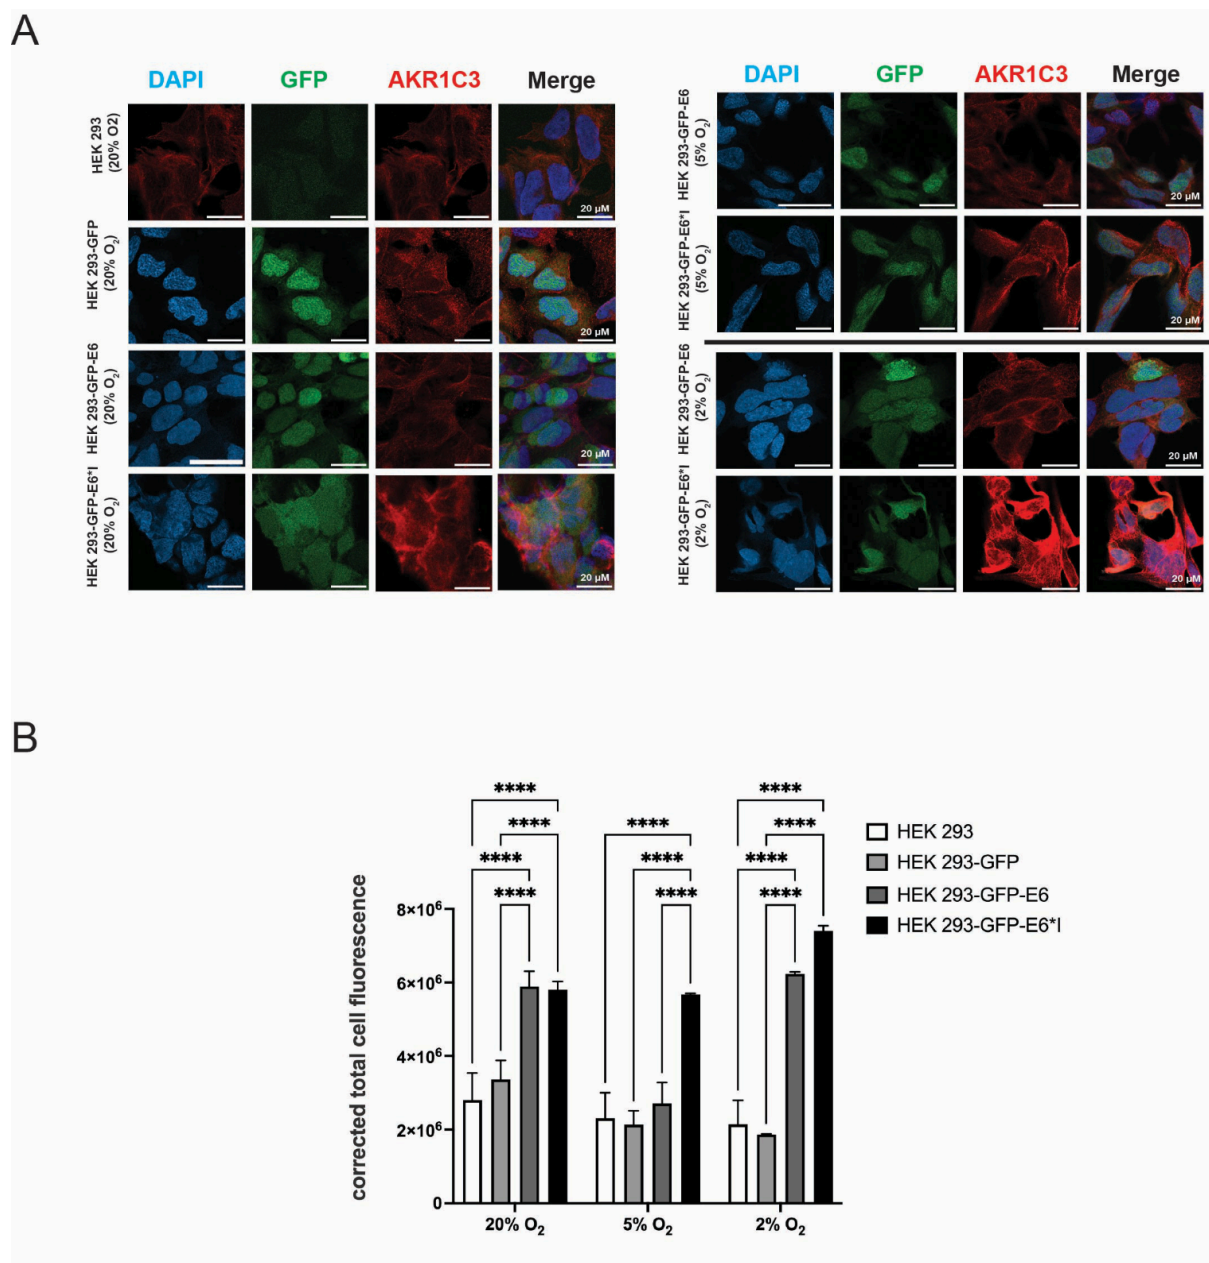 A
DAPI GFP AKR1C3 Merge
HEK 293
(20% O2)
20 µM
HEK 293-GFP
(20% O₂)
20 µM
HEK 293-GFP-E6
(20% O₂)
20 µM
HEK 293-GFP-E6*I
(20% O₂)
20 µM
DAPI GFP AKR1C3 Merge
HEK 293-GFP-E6
(5% O₂)
20 µM
HEK 293-GFP-E6*I
(5% O₂)
20 µM
HEK 293-GFP-E6
(2% O₂)
20 µM
HEK 293-GFP-E6*I
(2% O₂)
20 µM
B
**** ****
**** **** ****
**** **** ****
**** **** ****
HEK 293
HEK 293-GFP
HEK 293-GFP-E6
HEK 293-GFP-E6*I
corrected total cell fluorescence
8×10⁶
6×10⁶
4×10⁶
2×10⁶
0
20% O₂ 5% O₂ 2% O₂